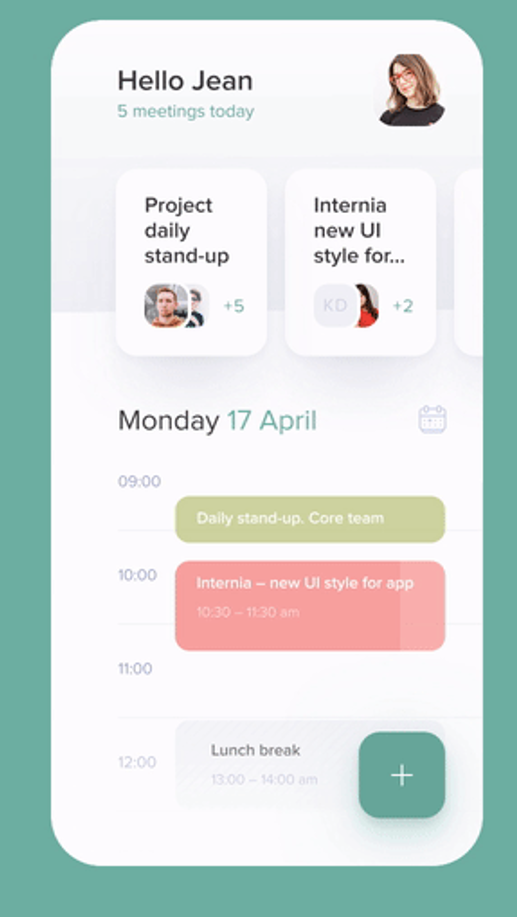 Hello Jean
5 meetings today
Project
daily
stand-up
+5
Internia
new UI
style for...
KD
+2
Monday 17 April
09:00
Daily stand-up. Core team
10:00
Internia – new UI style for app
10:30 – 11:30 am
11:00
12:00
Lunch break
13:00 – 14:00 am
+